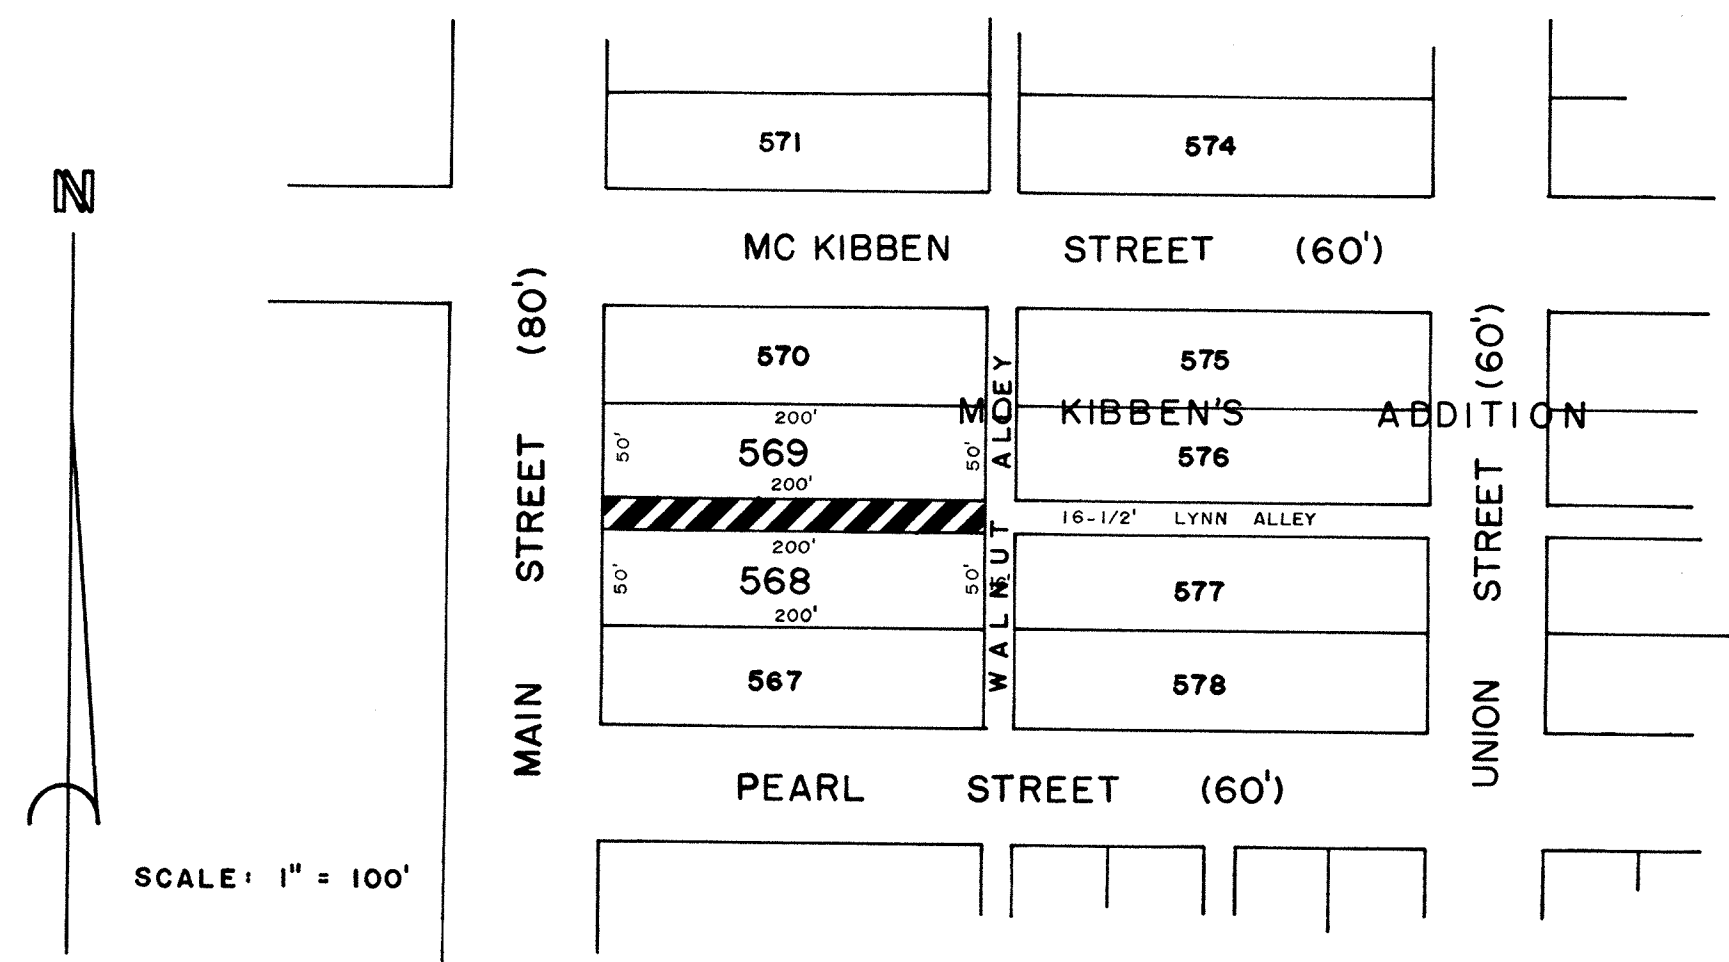 571
574
N
MC KIBBEN STREET (60')
MAIN STREET (80')
570
575
UNION STREET (60')
WALNUT ALLEY
MC KIBBEN'S ADDITION
200'
50'
569
50'
576
200'
16-1/2' LYNN ALLEY
200'
50'
568
50'
577
200'
567
578
PEARL STREET (60')
SCALE: 1" = 100'